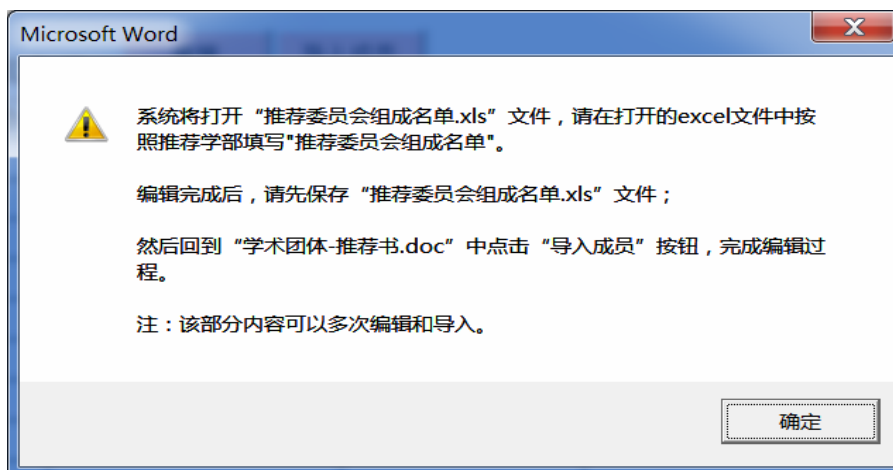 Microsoft Word
系统将打开“推荐委员会组成名单.xls”文件，请在打开的excel文件中按
照推荐学部填写"推荐委员会组成名单"。
编辑完成后，请先保存“推荐委员会组成名单.xls”文件；
然后回到“学术团体-推荐书.doc”中点击“导入成员”按钮，完成编辑过
程。
注：该部分内容可以多次编辑和导入。
确定